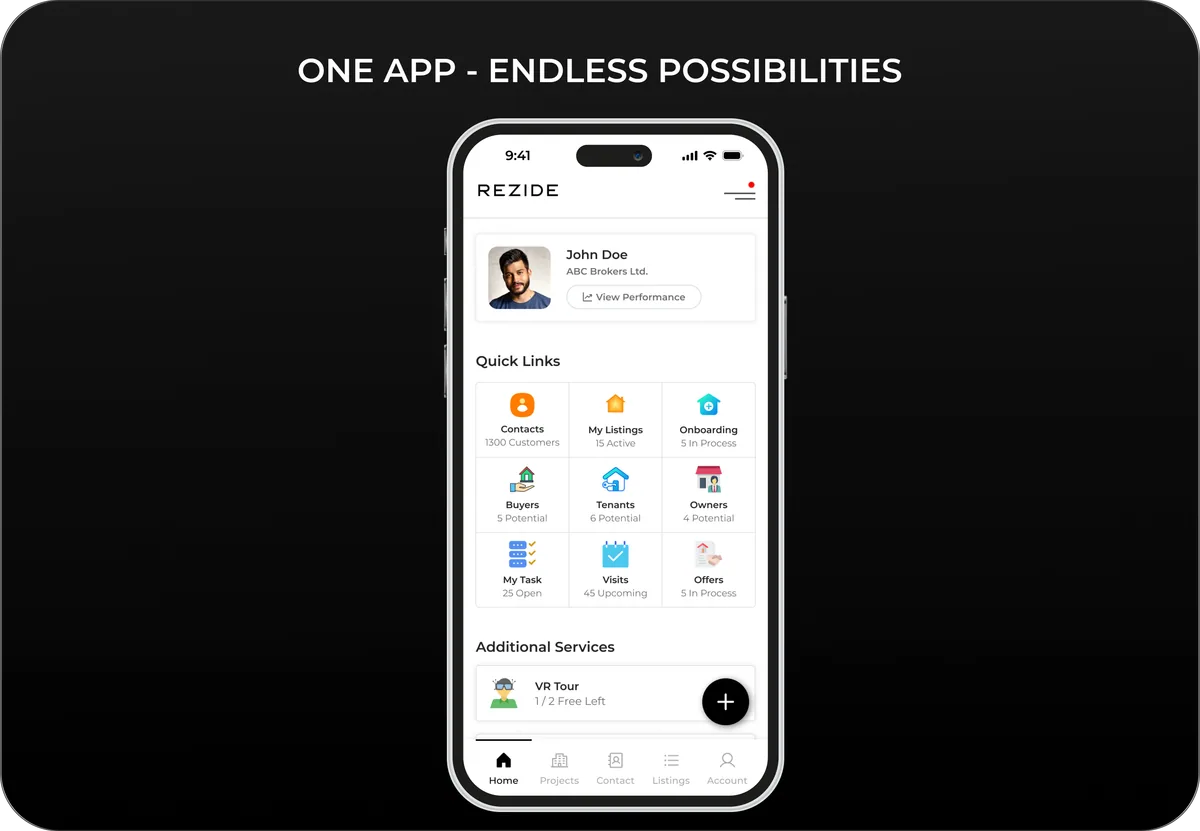 ONE APP - ENDLESS POSSIBILITIES
9:41
REZIDE
John Doe
ABC Brokers Ltd.
View Performance
Quick Links
Contacts
1300 Customers
My Listings
15 Active
Onboarding
5 In Process
Buyers
5 Potential
Tenants
6 Potential
Owners
4 Potential
My Task
25 Open
Visits
45 Upcoming
Offers
5 In Process
Additional Services
VR Tour
1 / 2 Free Left
Home
Projects
Contact
Listings
Account